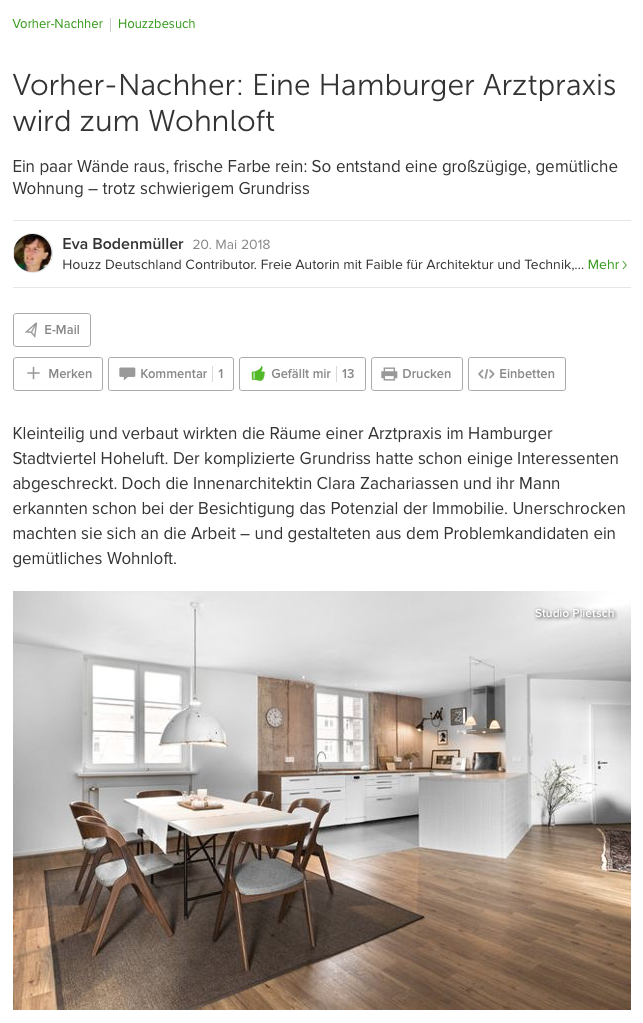 Vorher-Nachher | Houzzbesuch
Vorher-Nachher: Eine Hamburger Arztpraxis
wird zum Wohnloft
Ein paar Wände raus, frische Farbe rein: So entstand eine großzügige, gemütliche
Wohnung – trotz schwierigem Grundriss
Eva Bodenmüller 20. Mai 2018
Houzz Deutschland Contributor. Freie Autorin mit Faible für Architektur und Technik,... Mehr
E-Mail
Merken Kommentar | 1 Gefällt mir | 13 Drucken Einbetten
Kleinteilig und verbaut wirkten die Räume einer Arztpraxis im Hamburger
Stadtviertel Hoheluft. Der komplizierte Grundriss hatte schon einige Interessenten
abgeschreckt. Doch die Innenarchitektin Clara Zachariassen und ihr Mann
erkannten schon bei der Besichtigung das Potenzial der Immobilie. Unerschrocken
machten sie sich an die Arbeit – und gestalteten aus dem Problemkandidaten ein
gemütliches Wohnloft.
Studio Plietsch